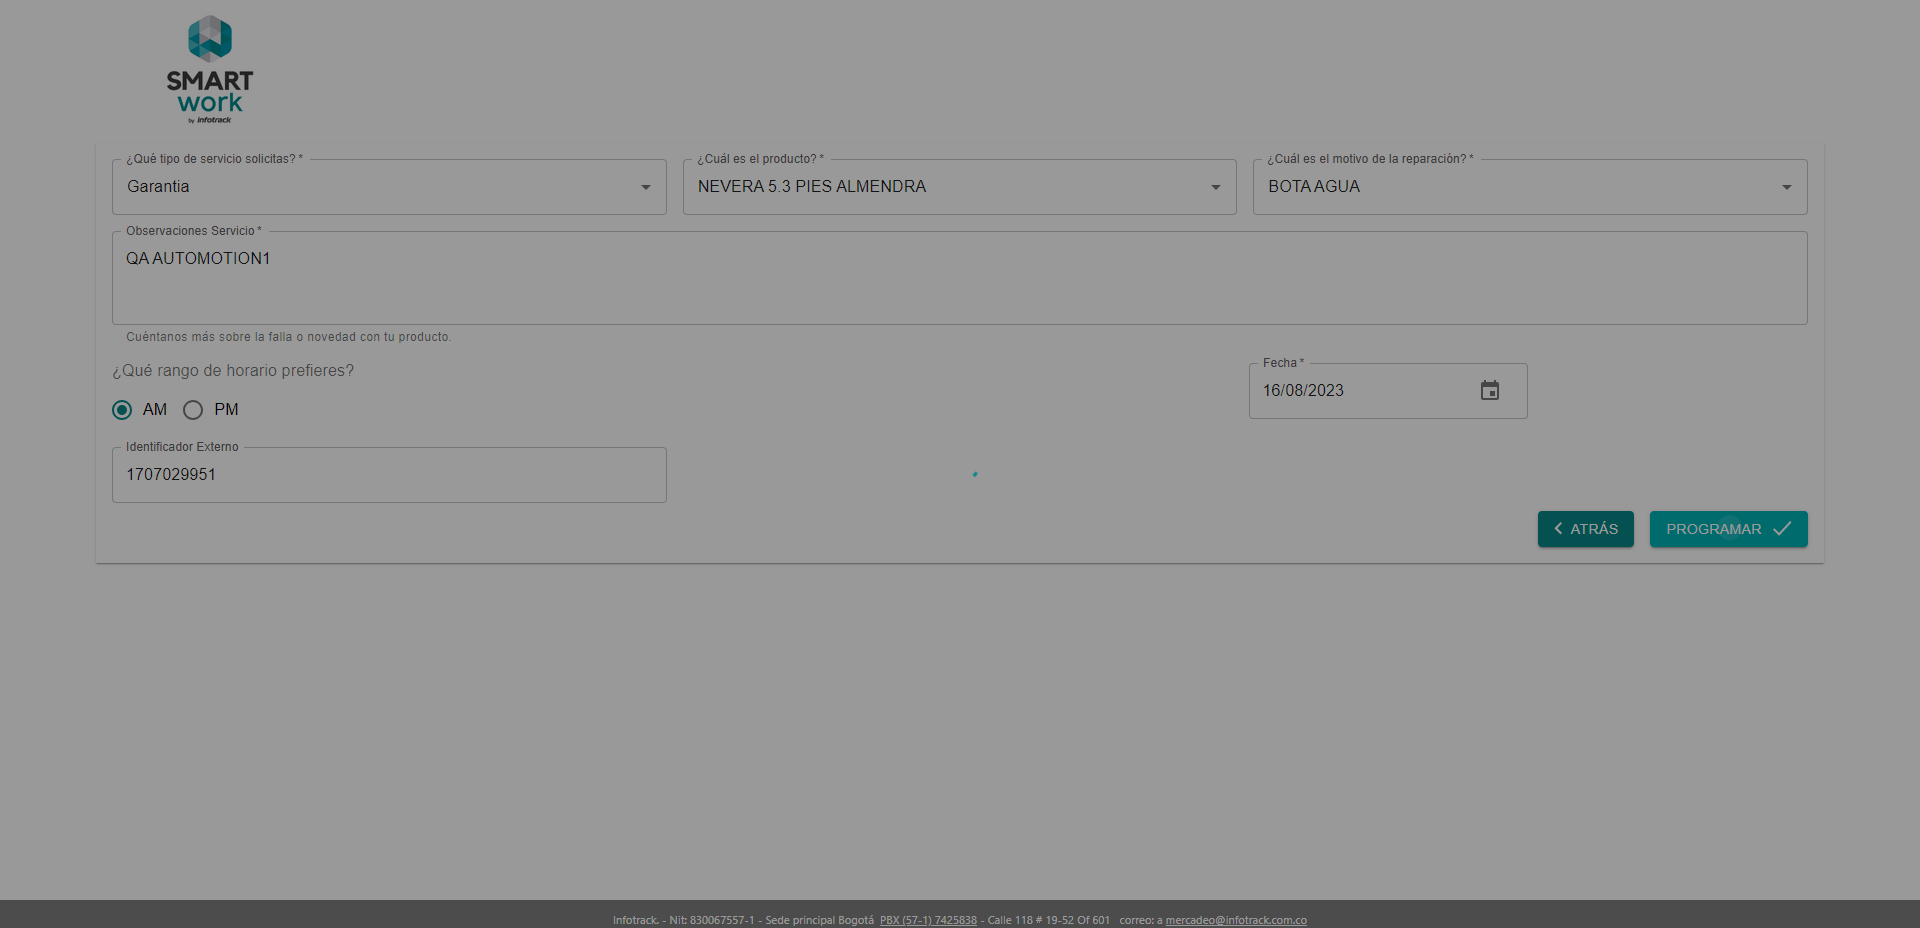 SMART
work
by infotrack
¿Qué tipo de servicio solicitas? *
Garantia
¿Cuál es el producto? *
NEVERA 5.3 PIES ALMENDRA
¿Cuál es el motivo de la reparación? *
BOTA AGUA
Observaciones Servicio *
QA AUTOMOTION1
Cuéntanos más sobre la falla o novedad con tu producto.
¿Qué rango de horario prefieres?
AM PM
Fecha *
16/08/2023
Identificador Externo
1707029951
ATRÁS
PROGRAMAR
Infotrack. - Nit: 830067557-1 - Sede principal Bogotá PBX (57-1) 7425838 - Calle 118 # 19-52 Of 601 correo: a mercadeo@infotrack.com.co